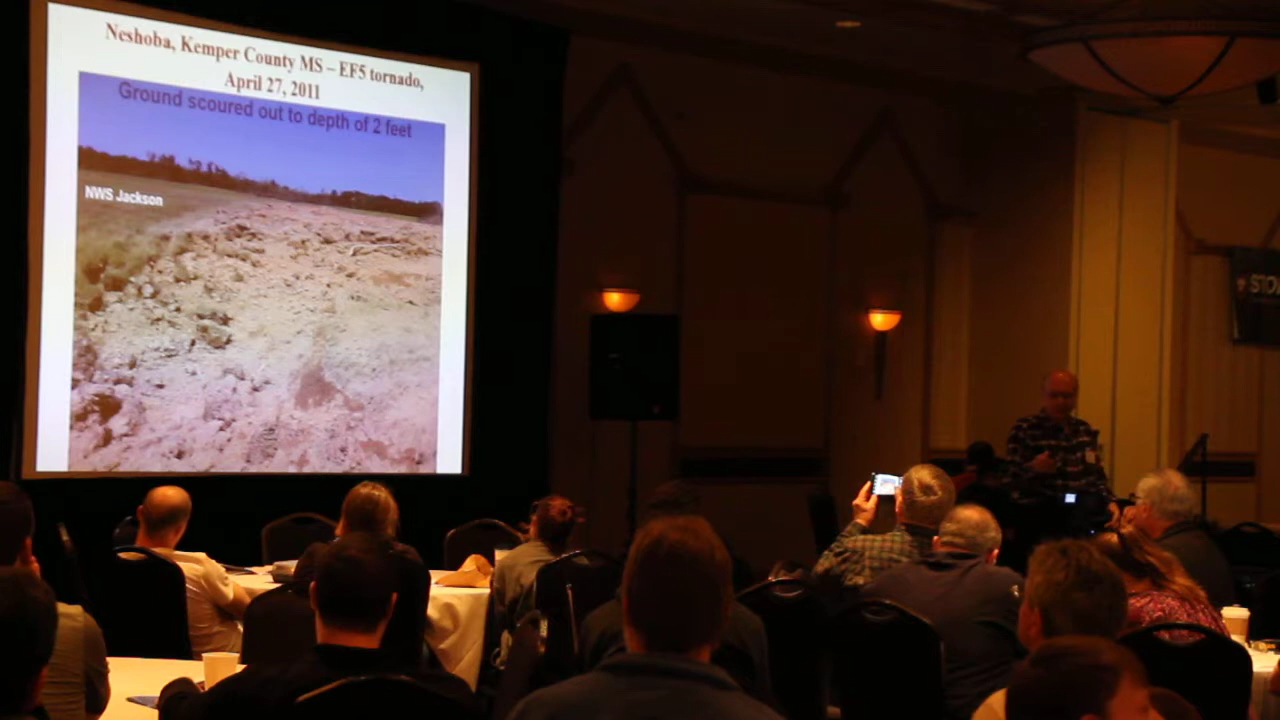 Neshoba, Kemper County MS – EF5 tornado,
April 27, 2011
Ground scoured out to depth of 2 feet
NWS Jackson